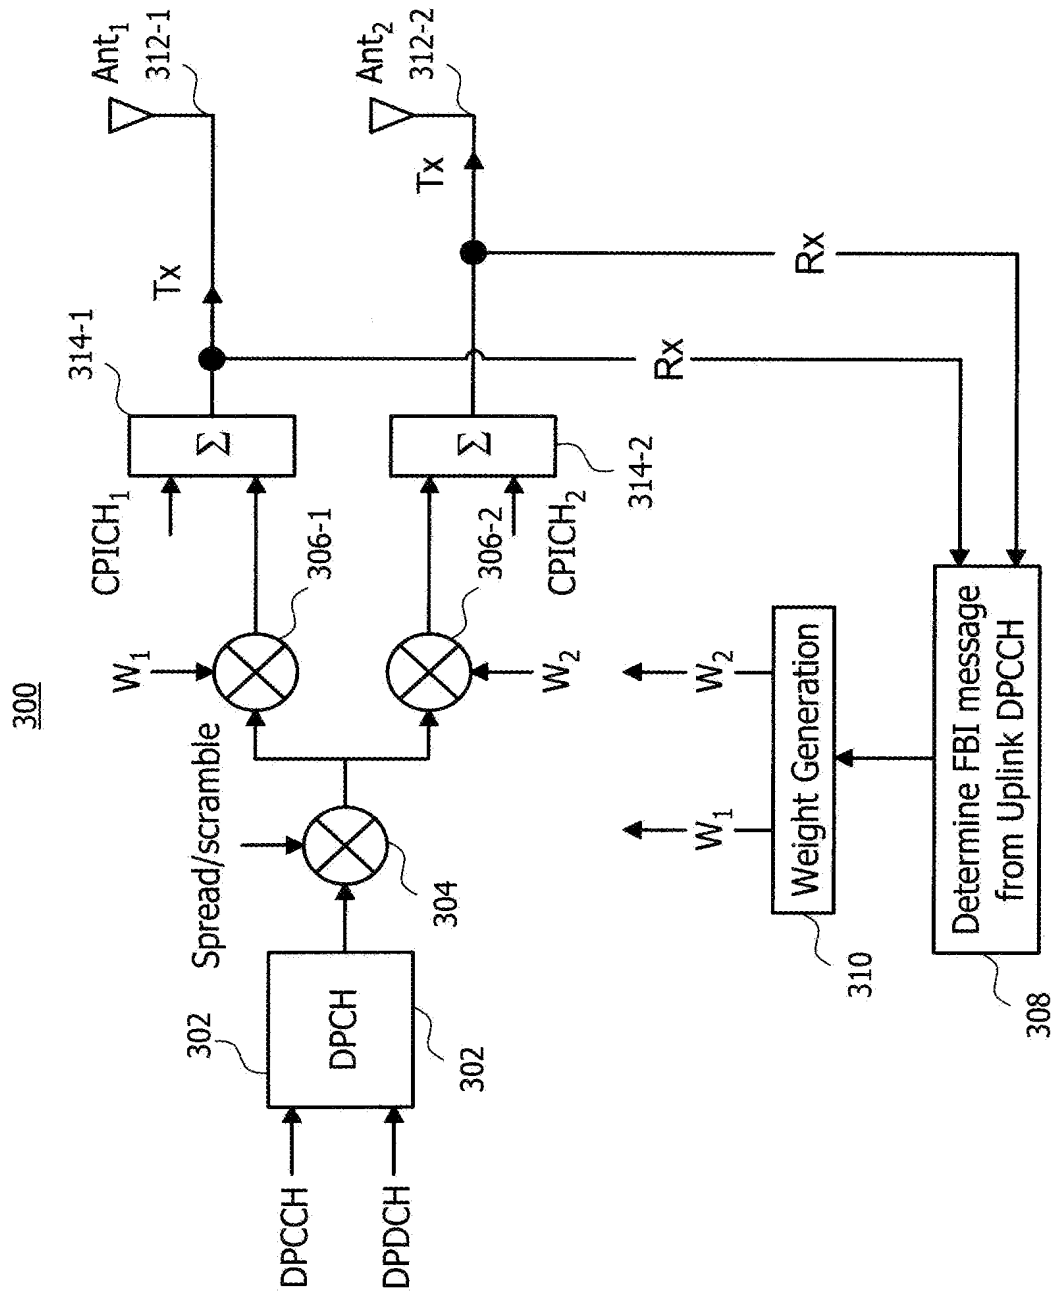 300
Ant1
312-1
Tx
314-1
Σ
CPICH1
306-1
W1
Spread/scramble
304
302
DPCH
302
DPCCH
DPDCH
Ant2
312-2
Tx
Σ
314-2
306-2
CPICH2
W2
Rx
Rx
W1
W2
Weight Generation
310
Determine FBI message
from Uplink DPCCH
308